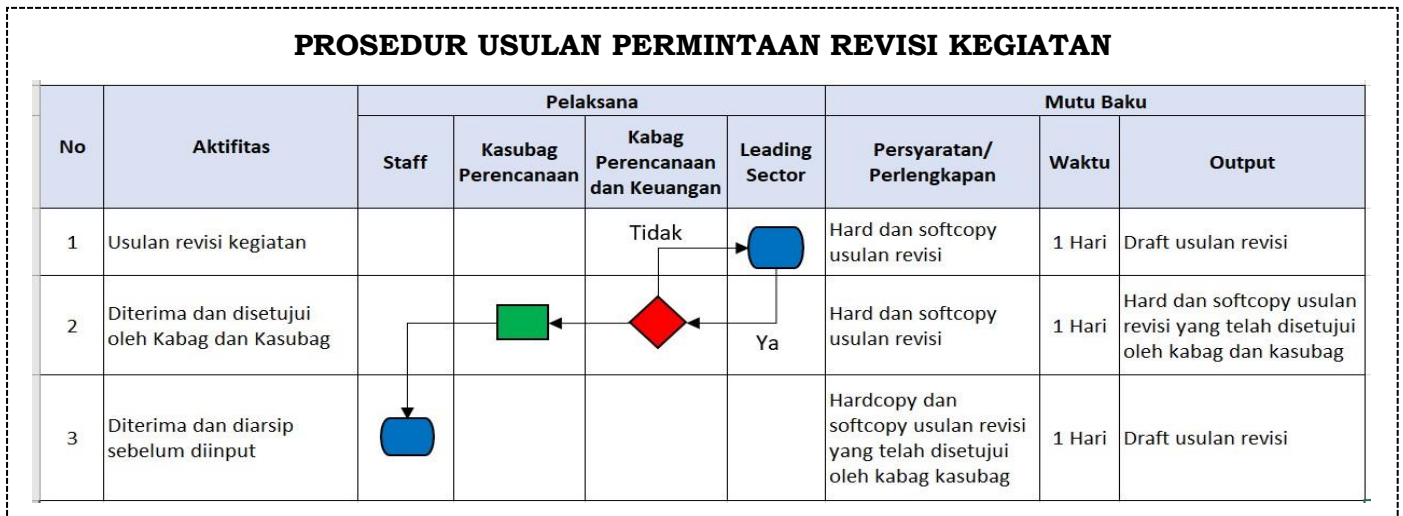 PROSEDUR USULAN PERMINTAAN REVISI KEGIATAN
No
Aktifitas
Pelaksana
Mutu Baku
Staff
Kasubag
Perencanaan
Kabag
Perencanaan
dan Keuangan
Leading
Sector
Persyaratan/
Perlengkapan
Waktu
Output
1
Usulan revisi kegiatan
Tidak
Hard dan softcopy
usulan revisi
1 Hari
Draft usulan revisi
2
Diterima dan disetujui
oleh Kabag dan Kasubag
Ya
Hard dan softcopy
usulan revisi
1 Hari
Hard dan softcopy usulan
revisi yang telah disetujui
oleh kabag dan kasubag
3
Diterima dan diarsip
sebelum diinput
Hardcopy dan
softcopy usulan revisi
yang telah disetujui
oleh kabag kasubag
1 Hari
Draft usulan revisi